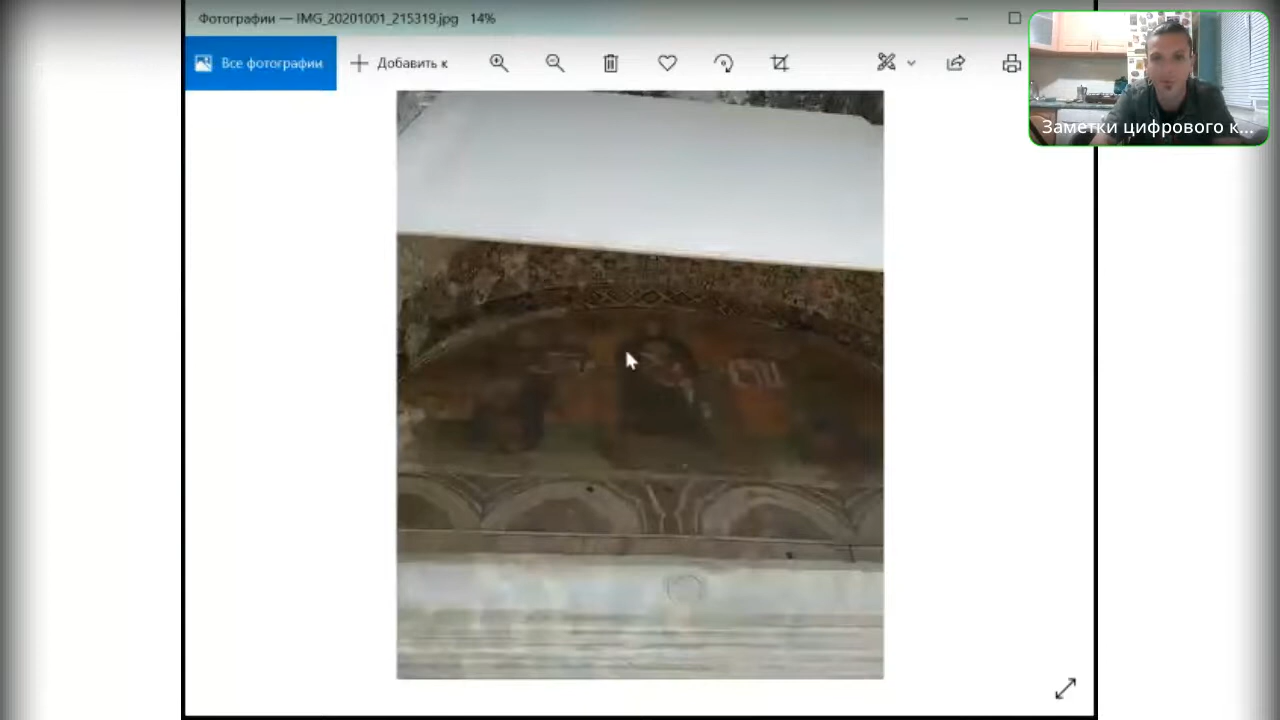 Фотографии — IMG_20201001_215319.jpg 14%
Все фотографии
Добавить к
Заметки цифрового к...